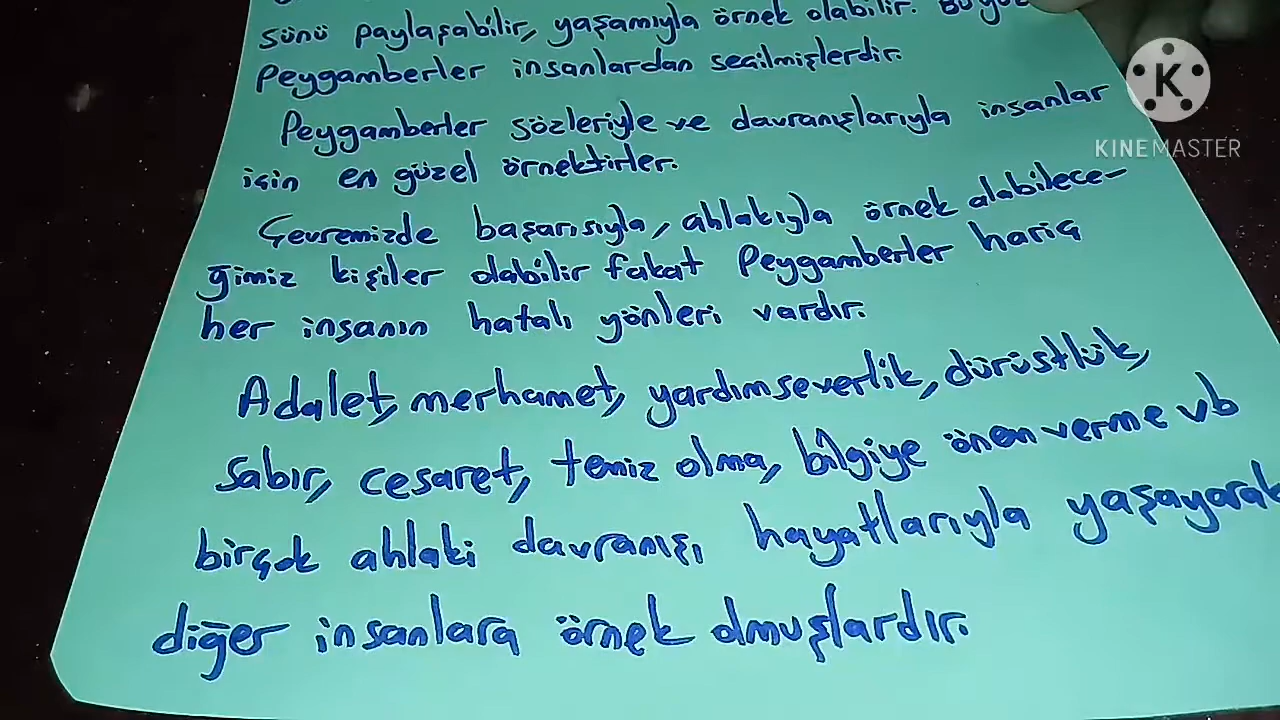 sünü paylaşabilir, yaşamıyla örnek olabilir.
Peygamberler insanlardan seçilmişlerdir.
Peygamberler sözleriyle ve davranışlarıyla insanlar
için en güzel örnektirler.
Çevremizde başarısıyla, ahlakıyla örnek alabilece-
ğimiz kişiler olabilir fakat Peygamberler hariç
her insanın hatalı yönleri vardır.
Adalet, merhamet, yardımseverlik, dürüstlük,
sabır, cesaret, temiz olma, bilgiye önem verme vb
birçok ahlaki davranışı hayatlarıyla yaşayarak
diğer insanlara örnek olmuşlardır.
K
KINEMASTER